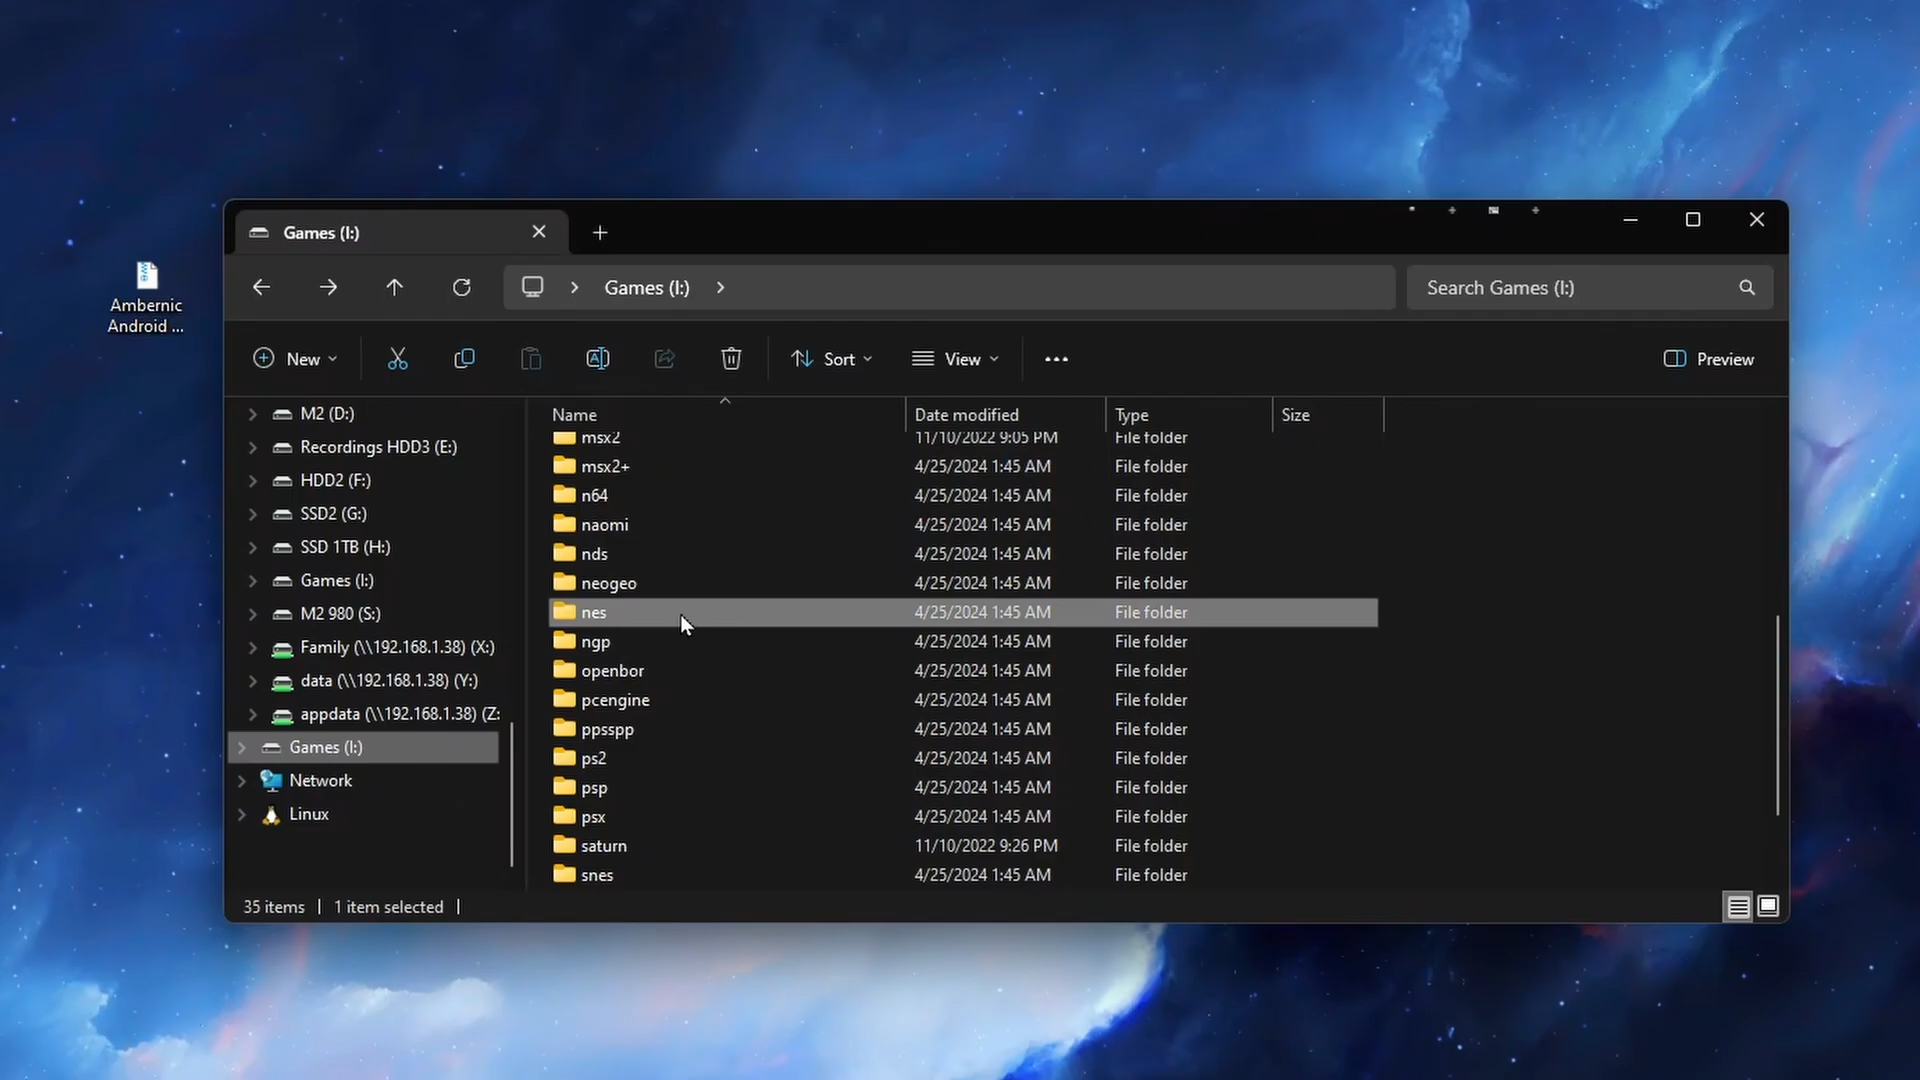 Ambernic
Android ...
Games (I:)
Games (I:)
Search Games (I:)
New
Sort
View
Preview
M2 (D:)
Recordings HDD3 (E:)
HDD2 (F:)
SSD2 (G:)
SSD 1TB (H:)
Games (I:)
M2 980 (S:)
Family (\\192.168.1.38) (X:)
data (\\192.168.1.38) (Y:)
appdata (\\192.168.1.38) (Z:
Games (I:)
Network
Linux
Name Date modified Type Size
msx2 11/10/2022 9:05 PM File folder
msx2+ 4/25/2024 1:45 AM File folder
n64 4/25/2024 1:45 AM File folder
naomi 4/25/2024 1:45 AM File folder
nds 4/25/2024 1:45 AM File folder
neogeo 4/25/2024 1:45 AM File folder
nes 4/25/2024 1:45 AM File folder
ngp 4/25/2024 1:45 AM File folder
openbor 4/25/2024 1:45 AM File folder
pcengine 4/25/2024 1:45 AM File folder
ppsspp 4/25/2024 1:45 AM File folder
ps2 4/25/2024 1:45 AM File folder
psp 4/25/2024 1:45 AM File folder
psx 4/25/2024 1:45 AM File folder
saturn 11/10/2022 9:26 PM File folder
snes 4/25/2024 1:45 AM File folder
35 items | 1 item selected |